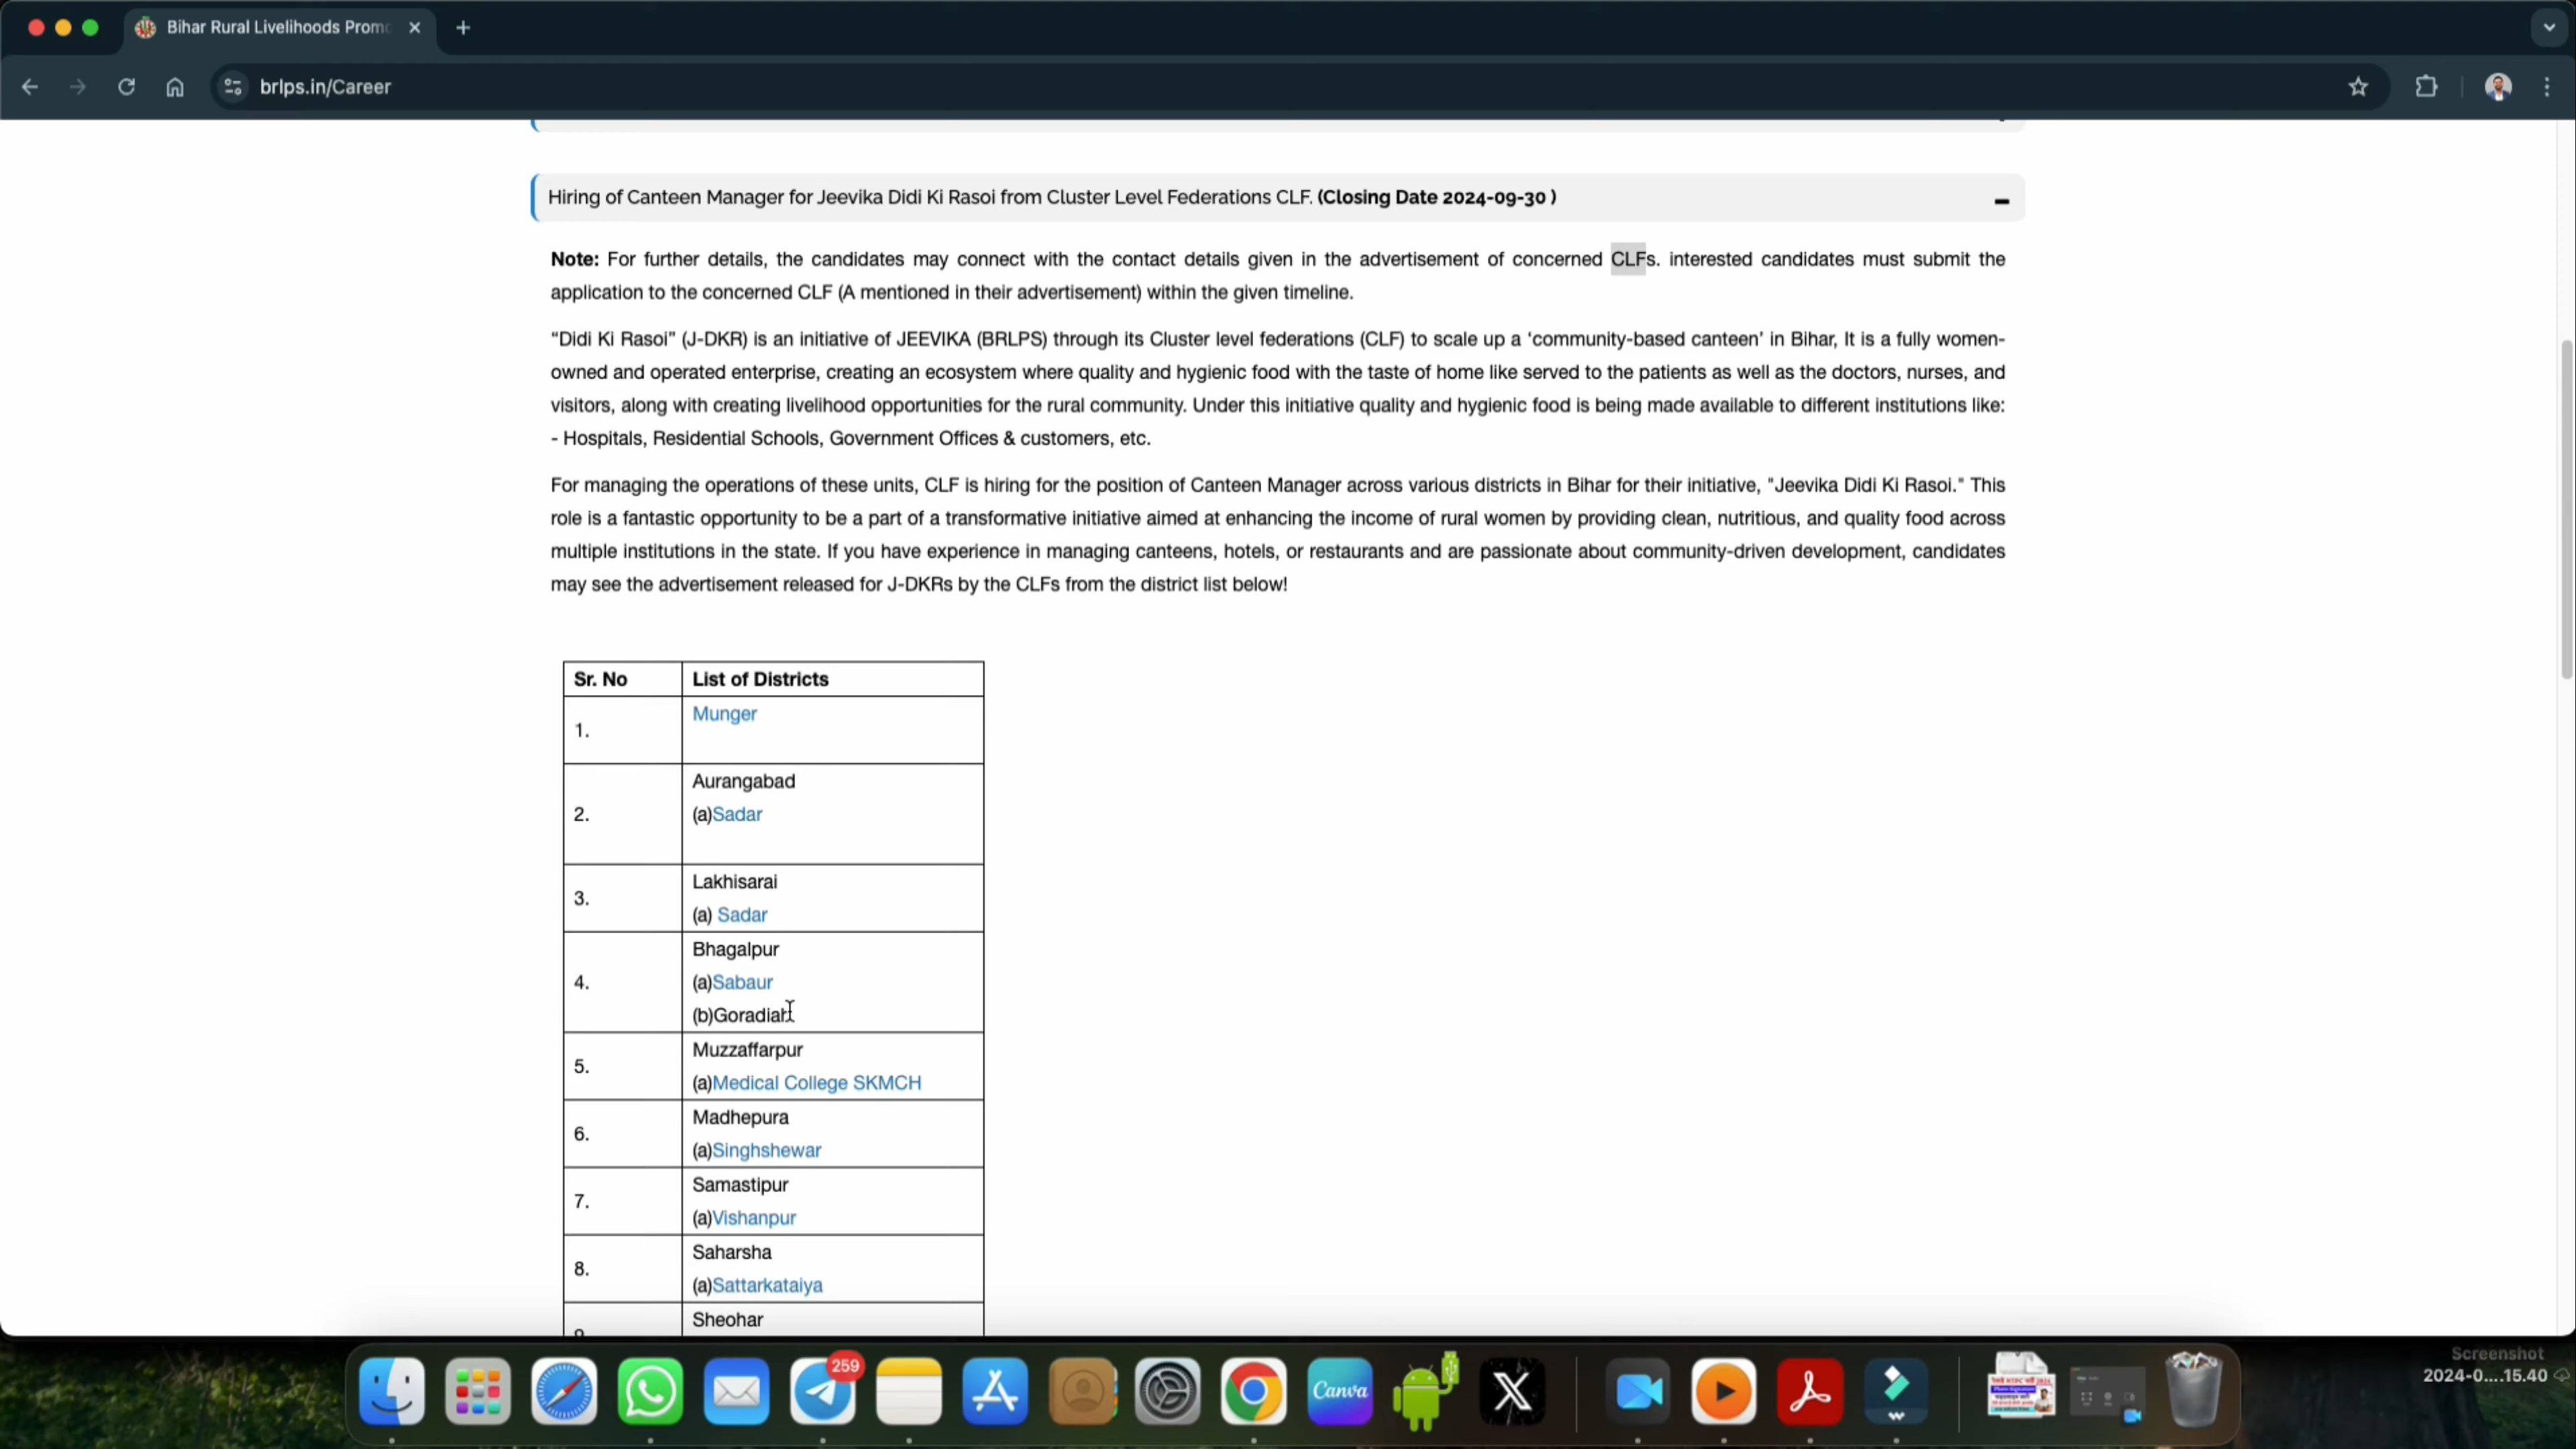 Bihar Rural Livelihoods Promo
brlps.in/Career
Hiring of Canteen Manager for Jeevika Didi Ki Rasoi from Cluster Level Federations CLF. (Closing Date 2024-09-30 )
Note: For further details, the candidates may connect with the contact details given in the advertisement of concerned CLFs. interested candidates must submit the
application to the concerned CLF (A mentioned in their advertisement) within the given timeline.
“Didi Ki Rasoi” (J-DKR) is an initiative of JEEVIKA (BRLPS) through its Cluster level federations (CLF) to scale up a ‘community-based canteen’ in Bihar, It is a fully women-
owned and operated enterprise, creating an ecosystem where quality and hygienic food with the taste of home like served to the patients as well as the doctors, nurses, and
visitors, along with creating livelihood opportunities for the rural community. Under this initiative quality and hygienic food is being made available to different institutions like:
- Hospitals, Residential Schools, Government Offices & customers, etc.
For managing the operations of these units, CLF is hiring for the position of Canteen Manager across various districts in Bihar for their initiative, "Jeevika Didi Ki Rasoi." This
role is a fantastic opportunity to be a part of a transformative initiative aimed at enhancing the income of rural women by providing clean, nutritious, and quality food across
multiple institutions in the state. If you have experience in managing canteens, hotels, or restaurants and are passionate about community-driven development, candidates
may see the advertisement released for J-DKRs by the CLFs from the district list below!
Sr. No List of Districts
1. Munger
2. Aurangabad
(a)Sadar
3. Lakhisarai
(a) Sadar
4. Bhagalpur
(a)Sabaur
(b)Goradiah
5. Muzzaffarpur
(a)Medical College SKMCH
6. Madhepura
(a)Singhshewar
7. Samastipur
(a)Vishanpur
8. Saharsha
(a)Sattarkataiya
9. Sheohar
259
Canva
Screenshot
2024-0....15.40